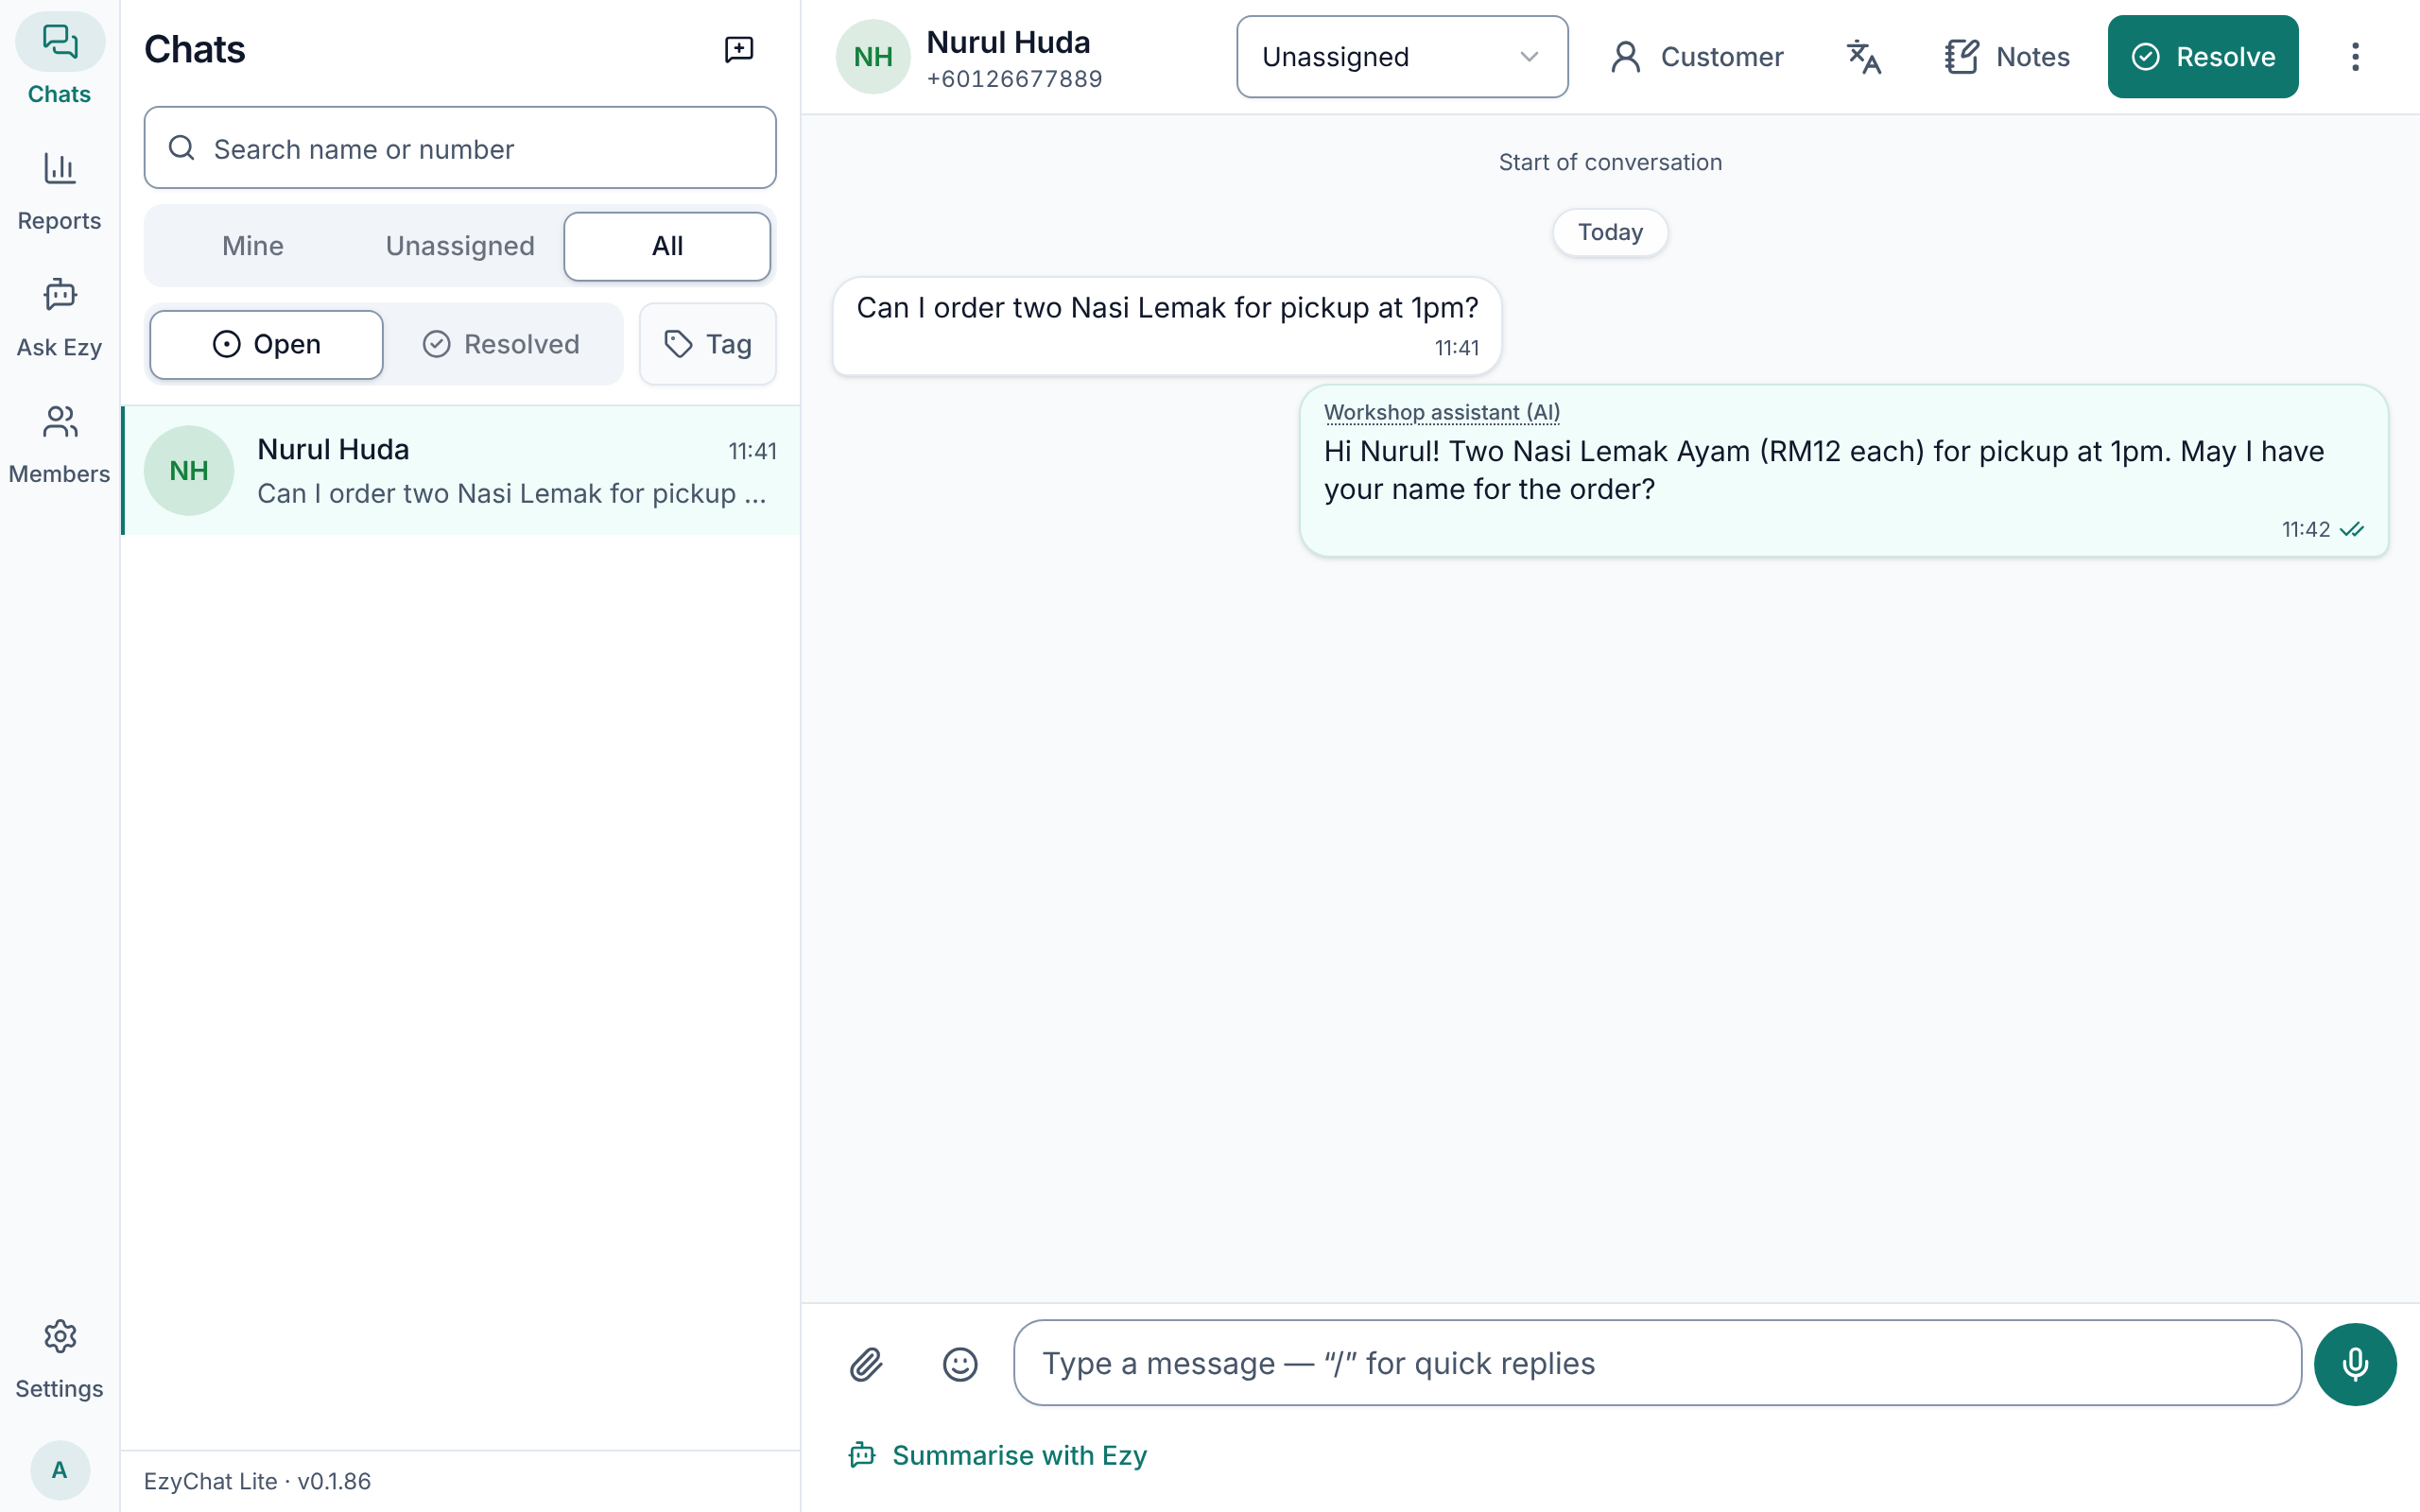 Chats
Reports
Ask Ezy
Members
Settings
A
Chats
Search name or number
Mine
Unassigned
All
Open
Resolved
Tag
NH
Nurul Huda
11:41
Can I order two Nasi Lemak for pickup ...
EzyChat Lite · v0.1.86
NH
Nurul Huda
+60126677889
Unassigned
Customer
Notes
Resolve
Start of conversation
Today
Can I order two Nasi Lemak for pickup at 1pm?
11:41
Workshop assistant (AI)
Hi Nurul! Two Nasi Lemak Ayam (RM12 each) for pickup at 1pm. May I have
your name for the order?
11:42
Type a message — “/” for quick replies
Summarise with Ezy